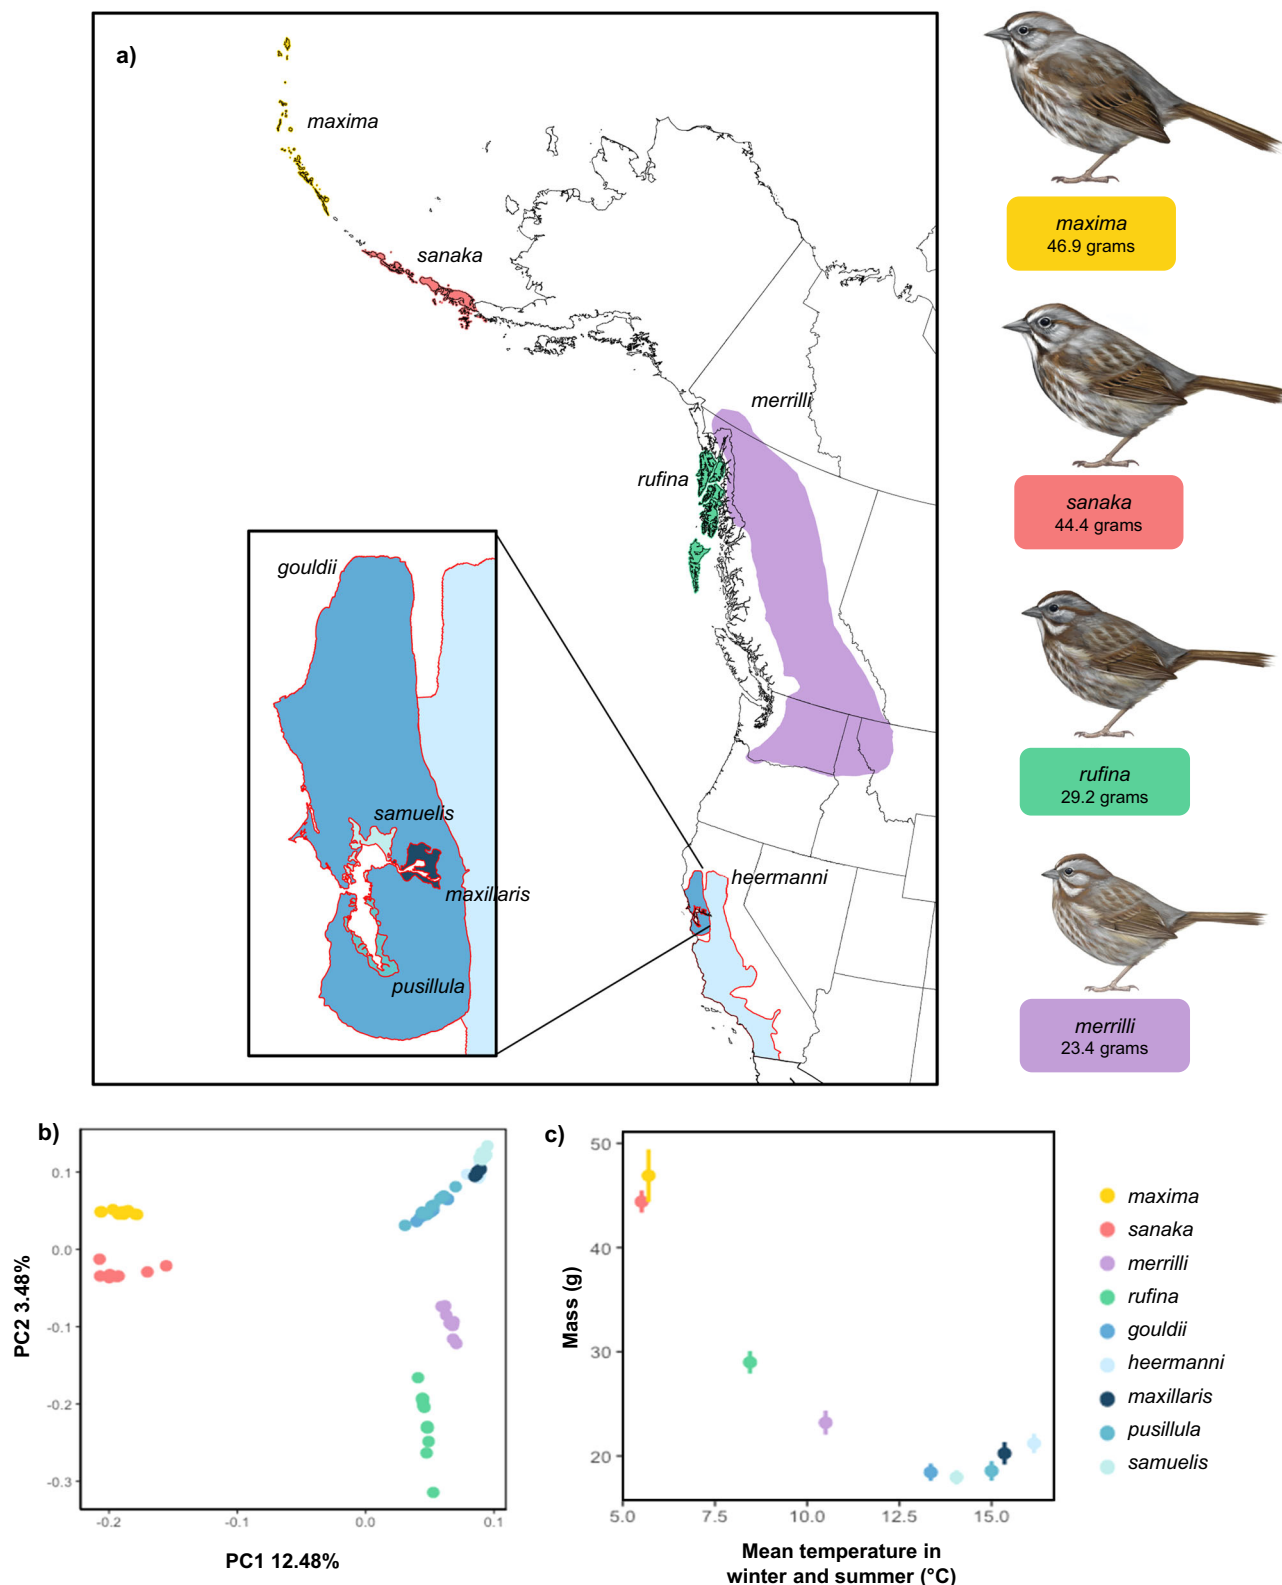 a)
maxima
sanaka
merrilli
rufina
gouldii
samuelis
maxillaris
pusillula
heermanni
maxima
46.9 grams
sanaka
44.4 grams
rufina
29.2 grams
merrilli
23.4 grams
b)
0.1
0.0
-0.1
-0.2
-0.3
PC2 3.48%
-0.2
-0.1
0.0
0.1
PC1 12.48%
c)
50
40
30
20
Mass (g)
5.0
7.5
10.0
12.5
15.0
Mean temperature in
winter and summer (°C)
maxima
sanaka
merrilli
rufina
gouldii
heermanni
maxillaris
pusillula
samuelis